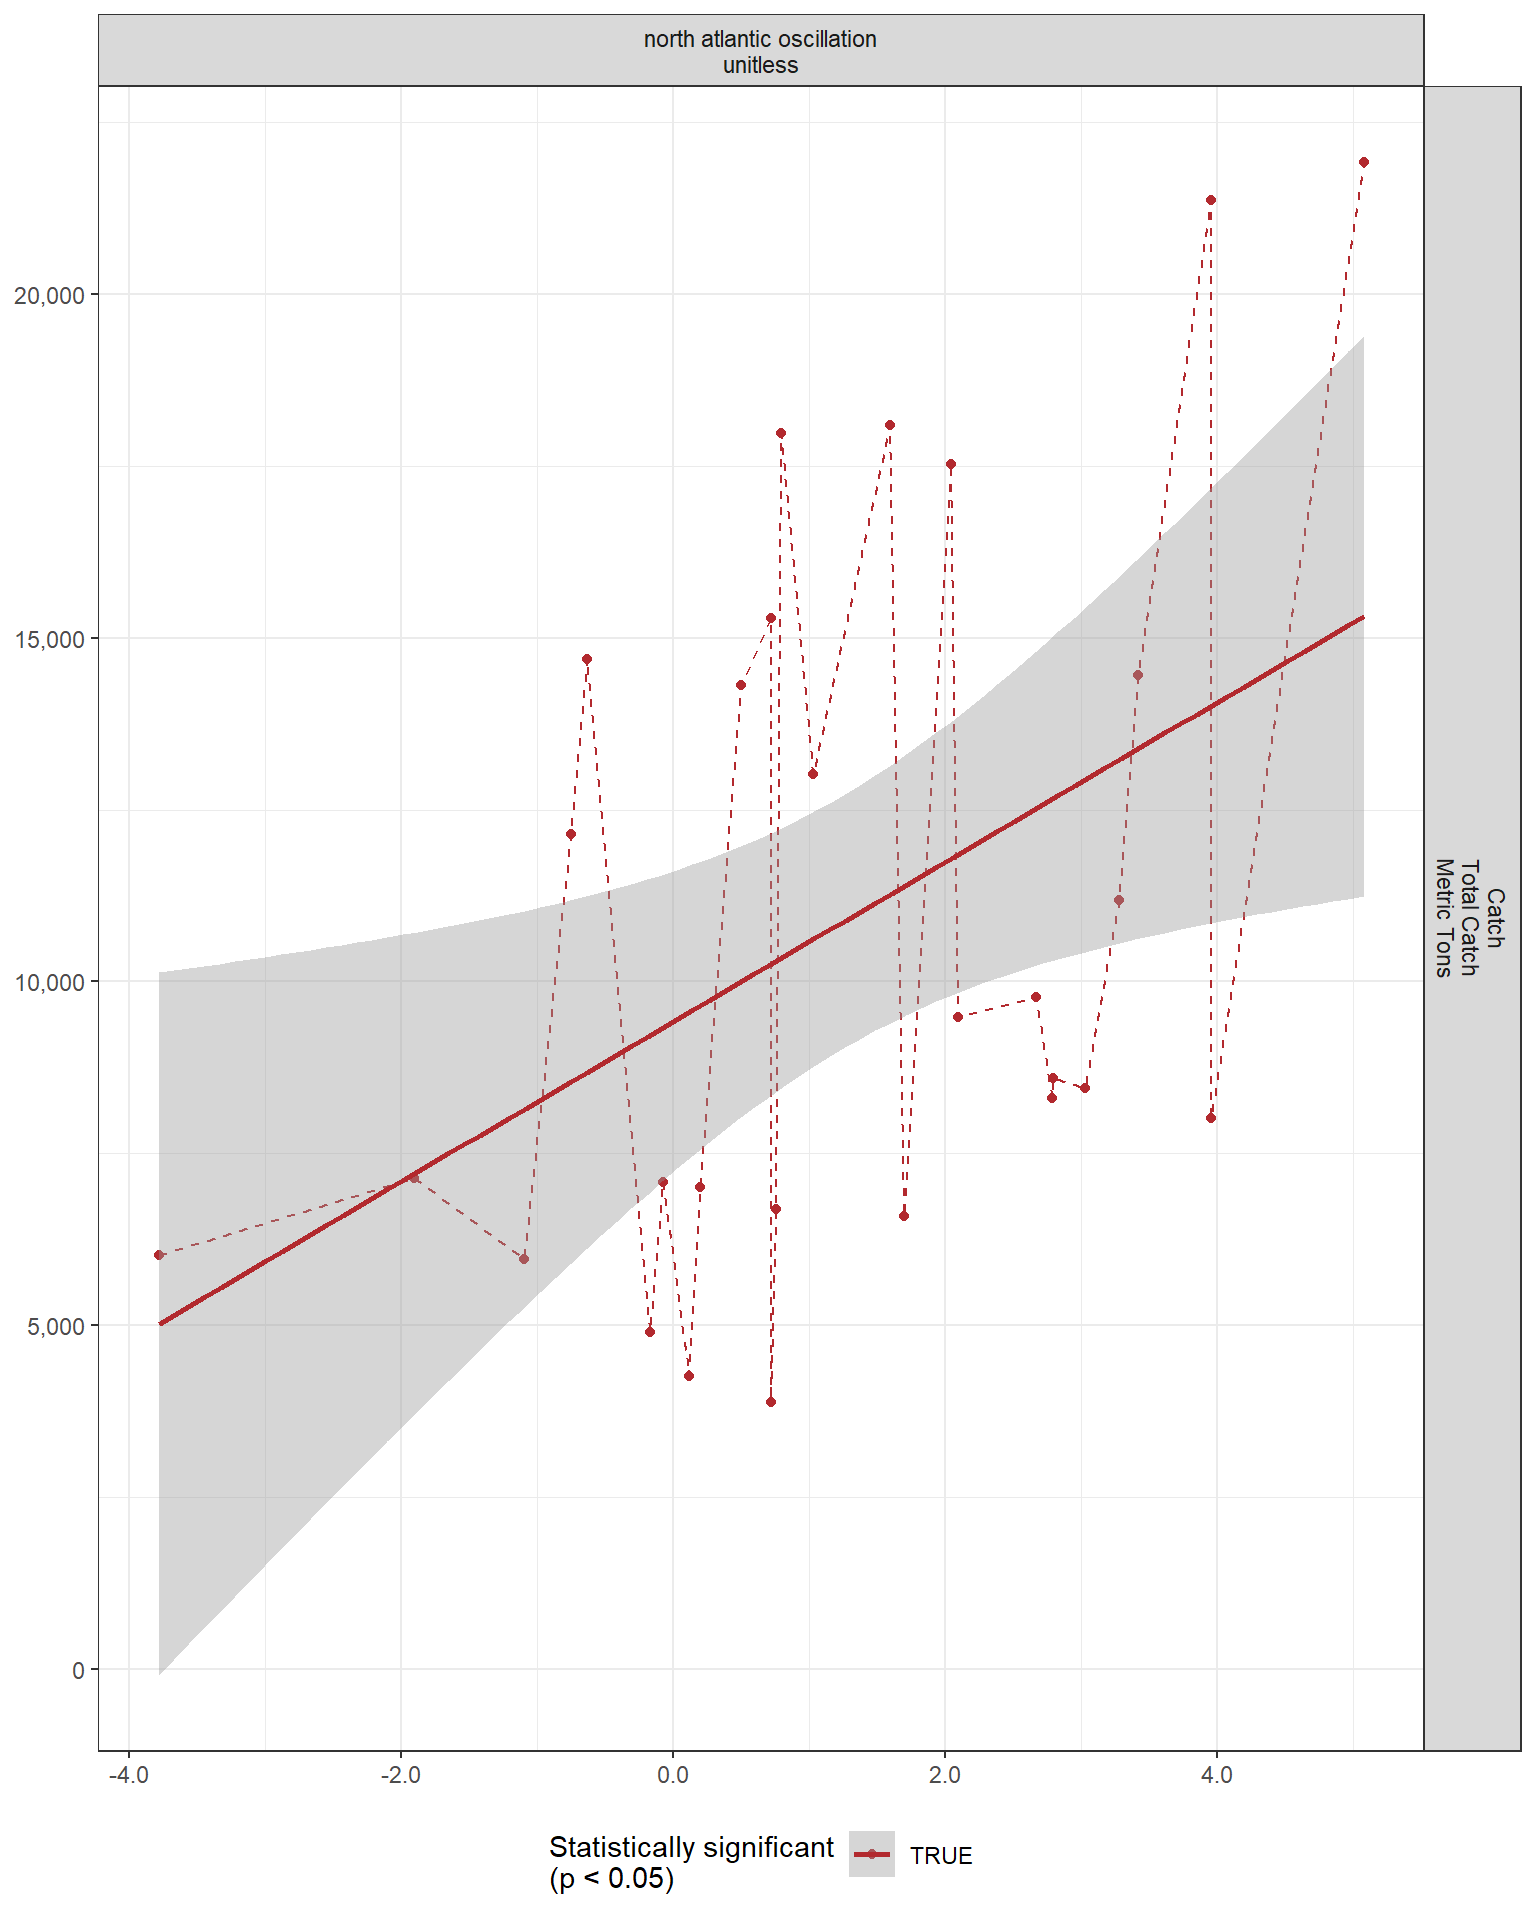 north atlantic oscillation
unitless
20,000
15,000
10,000
5,000
0
Catch
Total Catch
Metric Tons
-4.0
-2.0
0.0
2.0
4.0
Statistically significant
(p < 0.05)
TRUE